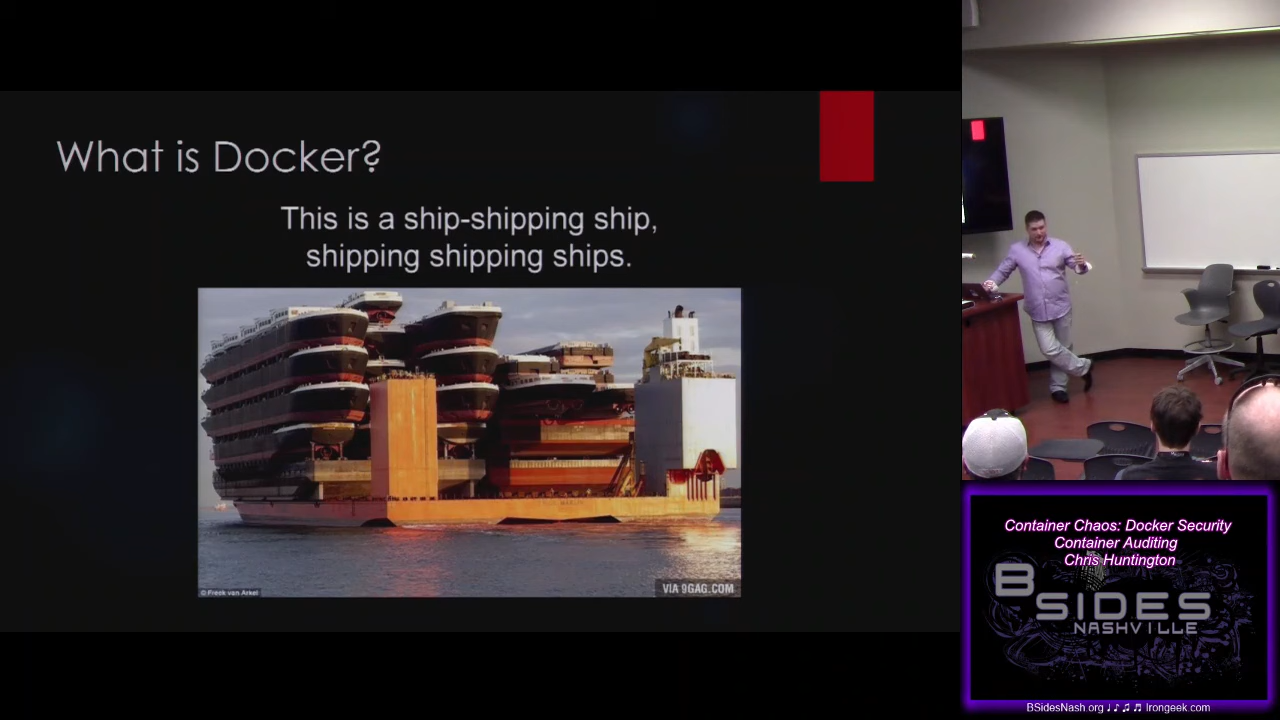 What is Docker?
This is a ship-shipping ship,
shipping shipping ships.
© Freek van Arkel
VIA 9GAG.COM
Container Chaos: Docker Security
Container Auditing
Chris Huntington
BSIDES
NASHVILLE
BSidesNash.org ♩♪♫♬ Irongeek.com